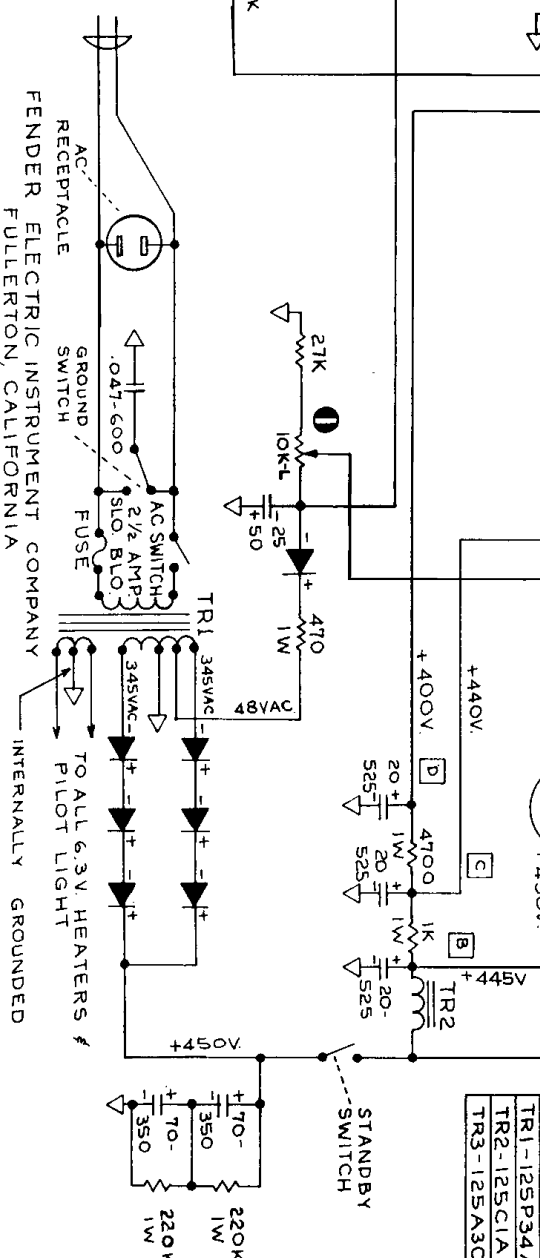 K
AC
RECEPTACLE
FENDER ELECTRIC INSTRUMENT COMPANY
FULLERTON, CALIFORNIA
GROUND
SWITCH
.047-600
AC SWITCH
2½ AMP.
SLO. BLO.
FUSE
TR1
27K
10K-L
-25
+50
-
+
470
1W
345VAC
345VAC
48VAC
-
+
-
+
-
+
-
+
-
+
-
+
TO ALL 6.3V. HEATERS &
PILOT LIGHT
INTERNALLY GROUNDED
+400V.
+440V.
D
20 +
525-
4700
1W
C
20 +
525-
1K
1W
B
+
20-
525
+445V
TR2
+450V.
STANDBY
SWITCH
+ 70-
- 350
+ 70-
- 350
220K
1W
220K
1W
TR1-125P34A
TR2-125C1A
TR3-125A3C